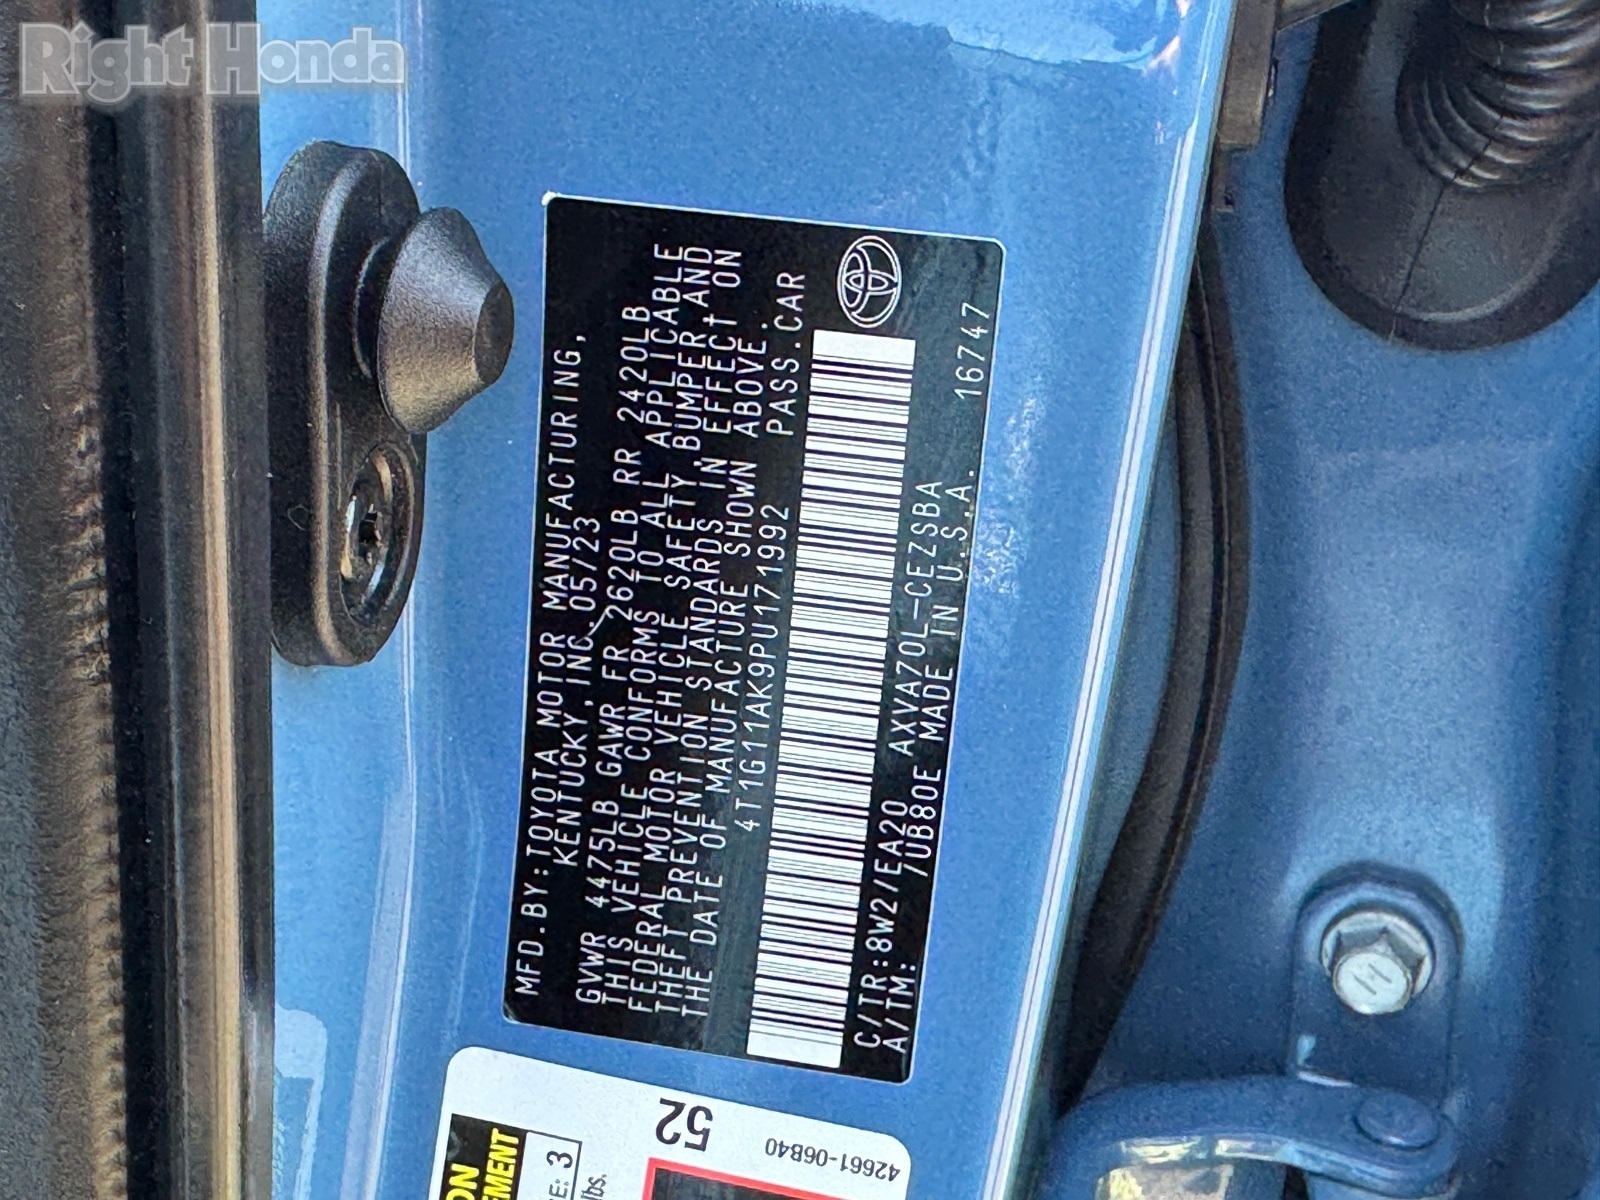 Right Honda
MFD.BY:TOYOTA MOTOR MANUFACTURING,
KENTUCKY,INC. 05/23
GVWR 4475LB GAWR FR 2620LB RR 2420LB
THIS VEHICLE CONFORMS TO ALL APPLICABLE
FEDERAL MOTOR VEHICLE SAFETY, BUMPER, AND
THEFT PREVENTION STANDARDS IN EFFECT ON
THE DATE OF MANUFACTURE SHOWN ABOVE.
4T1G11AK9PU171992 PASS.CAR
C/TR:8W2/EA20 AXVA70L-CEZSBA
A/TM: /UB80E MADE IN U.S.A. 16747
52
42661-06B40
3
lbs.